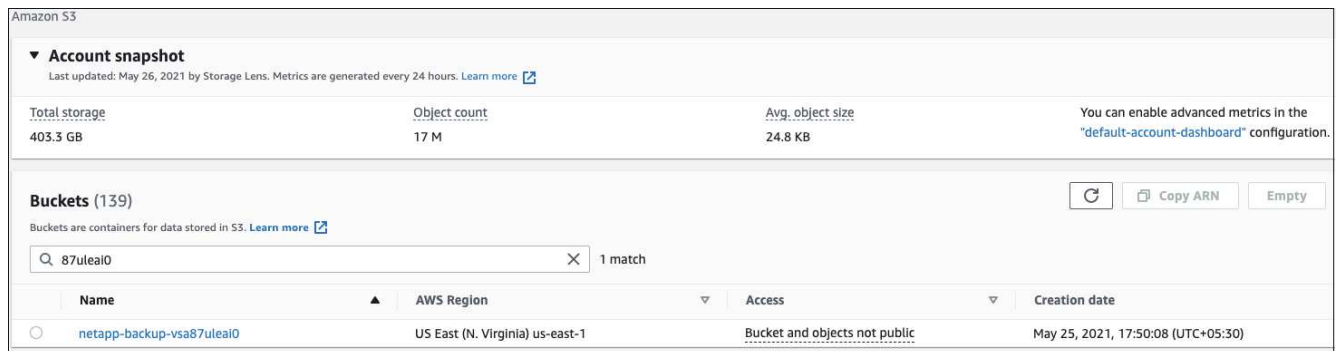 Amazon S3
▼ Account snapshot
Last updated: May 26, 2021 by Storage Lens. Metrics are generated every 24 hours. Learn more
Total storage Object count Avg. object size You can enable advanced metrics in the
403.3 GB 17 M 24.8 KB "default-account-dashboard" configuration.
Buckets (139) Copy ARN Empty
Buckets are containers for data stored in S3. Learn more
87uleai0 1 match
Name AWS Region Access Creation date
netapp-backup-vsa87uleai0 US East (N. Virginia) us-east-1 Bucket and objects not public May 25, 2021, 17:50:08 (UTC+05:30)